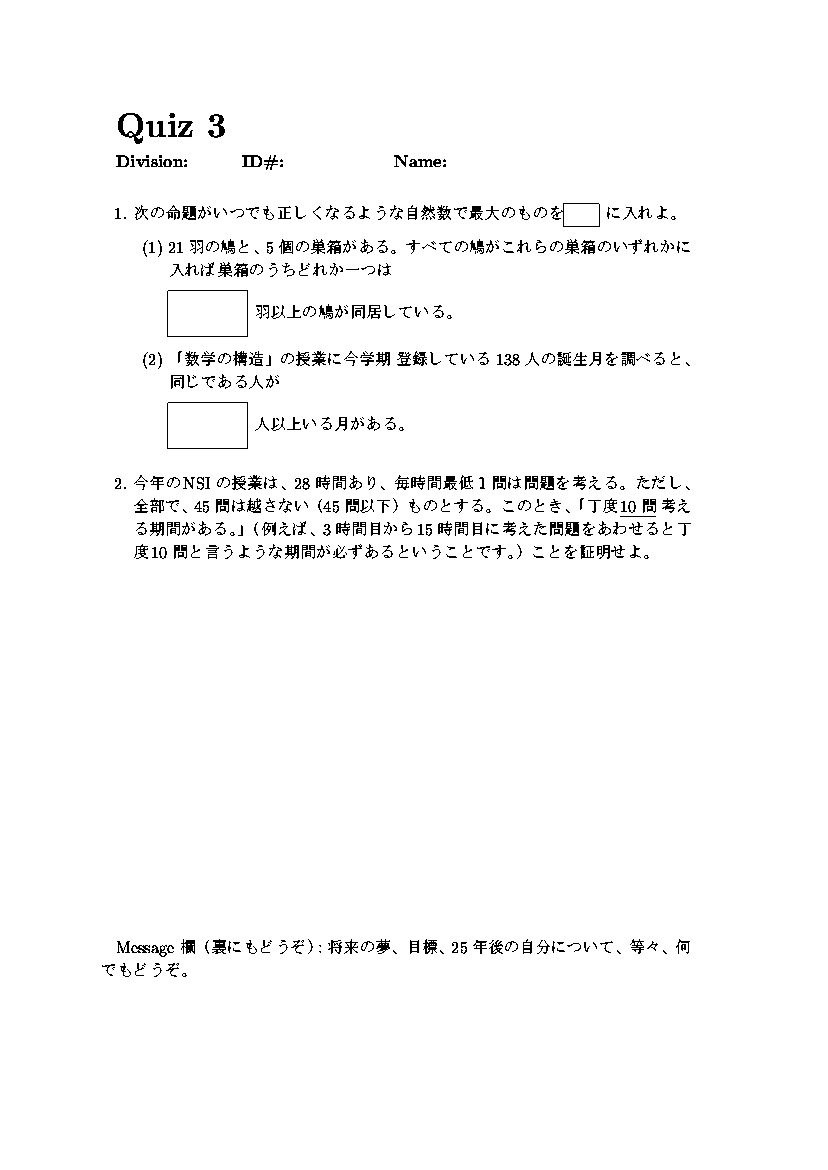 Quiz 3
Division: ID#: Name:
1. 次の命題がいつでも正しくなるような自然数で最大のものを に入れよ。
(1) 21 羽の鳩と、5 個の巣箱がある。すべての鳩がこれらの巣箱のいずれかに
入れば巣箱のうちどれか一つは
羽以上の鳩が同居している。
(2) 「数学の構造」の授業に今学期 登録している 138 人の誕生月を調べると、
同じである人が
人以上いる月がある。
2. 今年のNSI の授業は、28 時間あり、毎時間最低 1 問は問題を考える。ただし、
全部で、45 問は越さない（45 問以下）ものとする。このとき、「丁度10 問 考え
る期間がある。」（例えば、3 時間目から 15 時間目に考えた問題をあわせると丁
度10 問と言うような期間が必ずあるということです。）ことを証明せよ。
Message 欄（裏にもどうぞ）: 将来の夢、目標、25 年後の自分について、等々、何
でもどうぞ。